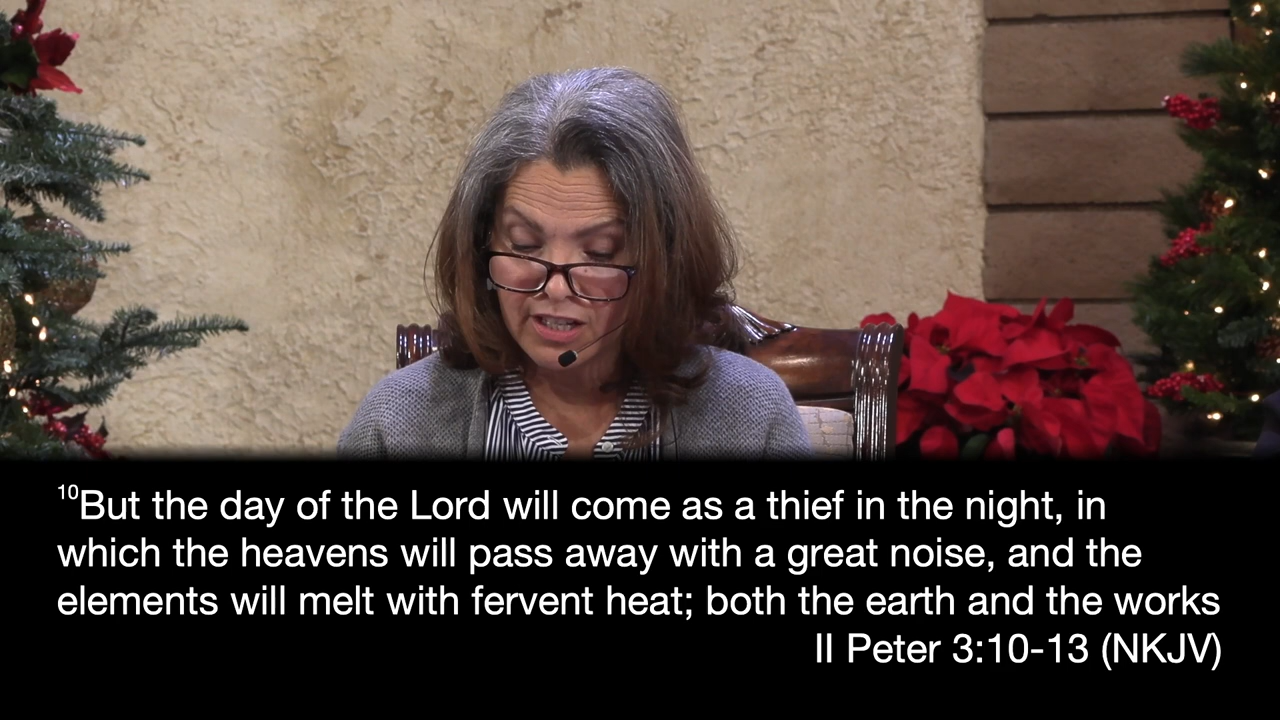 ¹⁰But the day of the Lord will come as a thief in the night, in
which the heavens will pass away with a great noise, and the
elements will melt with fervent heat; both the earth and the works
II Peter 3:10-13 (NKJV)